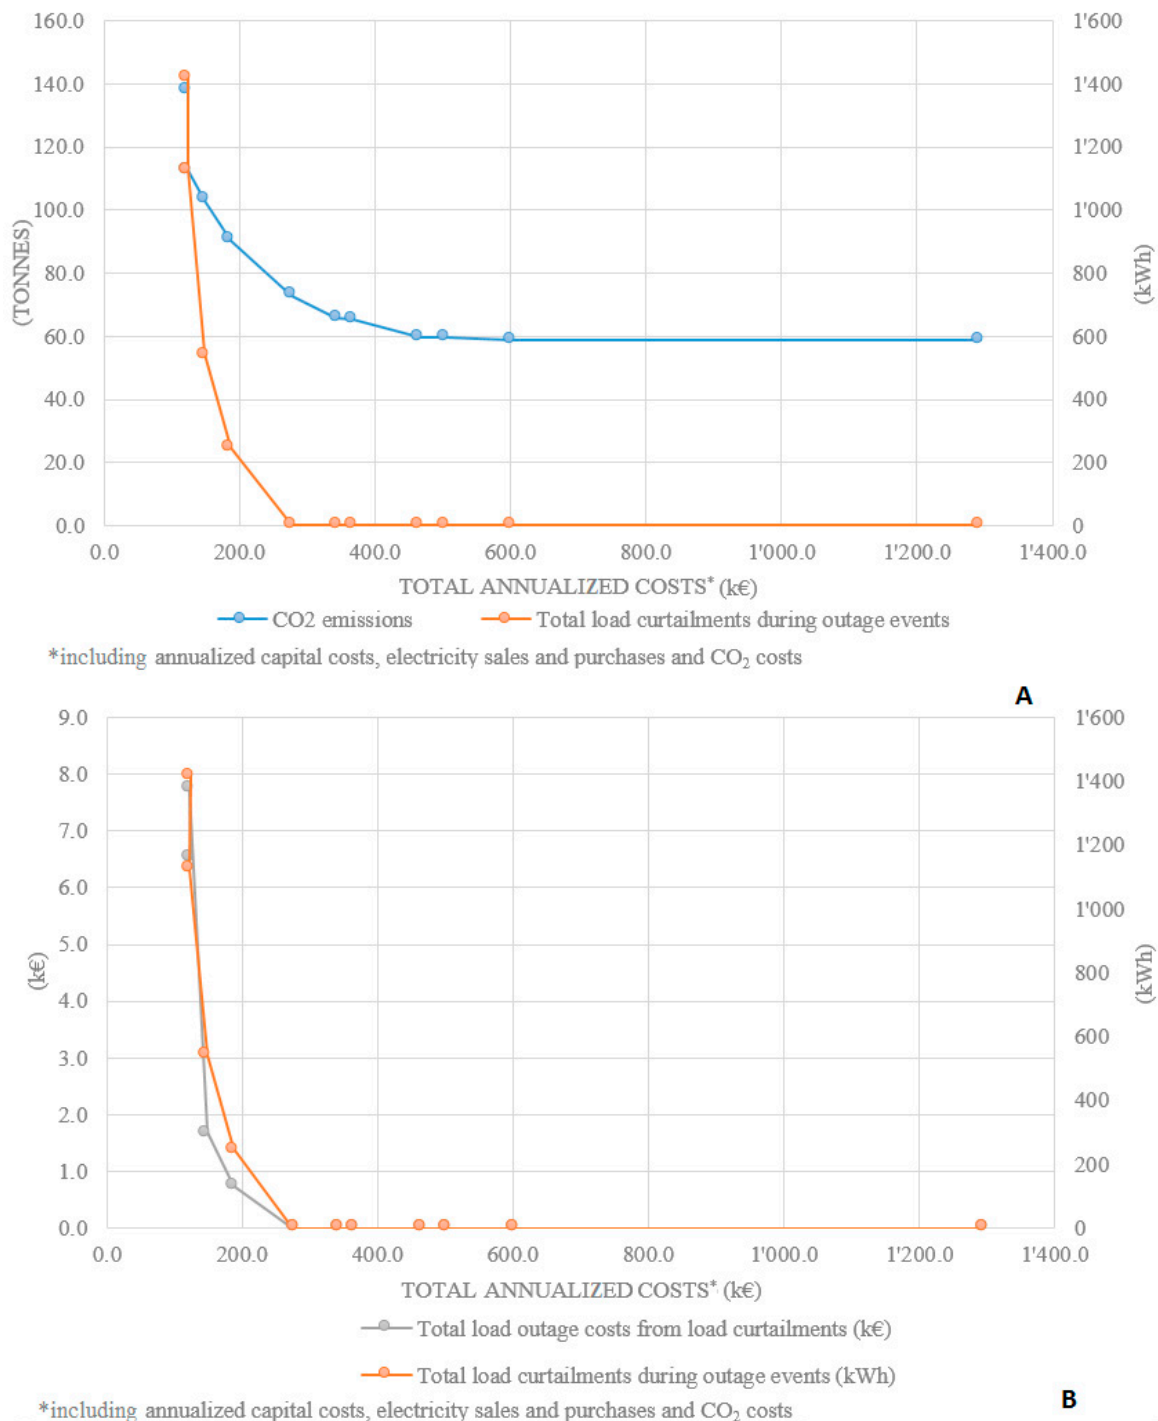 160.0
140.0
120.0
100.0
80.0
60.0
40.0
20.0
0.0
(TONNES)
1'600
1'400
1'200
1'000
800
600
400
200
0
(kWh)
0.0 200.0 400.0 600.0 800.0 1'000.0 1'200.0 1'400.0
TOTAL ANNUALIZED COSTS* (k€)
CO2 emissions Total load curtailments during outage events
*including annualized capital costs, electricity sales and purchases and CO₂ costs
A
9.0
8.0
7.0
6.0
5.0
4.0
3.0
2.0
1.0
0.0
(k€)
1'600
1'400
1'200
1'000
800
600
400
200
0
(kWh)
0.0 200.0 400.0 600.0 800.0 1'000.0 1'200.0 1'400.0
TOTAL ANNUALIZED COSTS* (k€)
Total load outage costs from load curtailments (k€)
Total load curtailments during outage events (kWh)
*including annualized capital costs, electricity sales and purchases and CO₂ costs
B